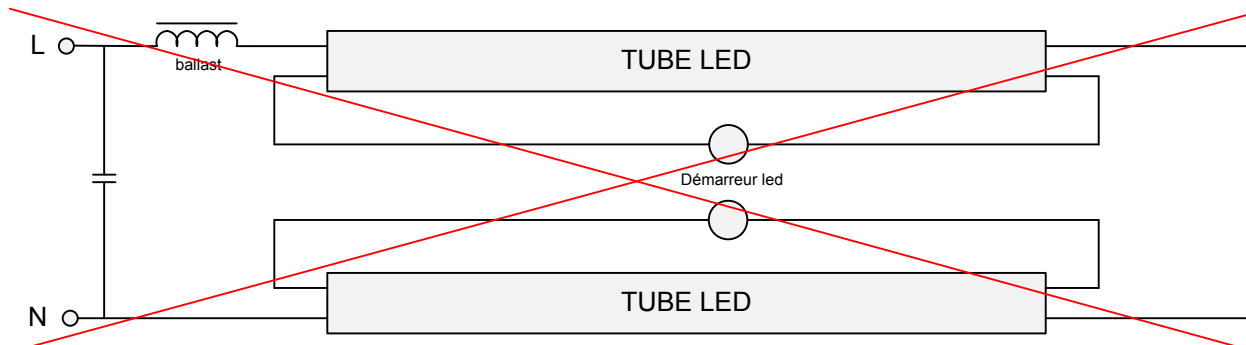 L
ballast
TUBE LED
Démarreur led
N
TUBE LED